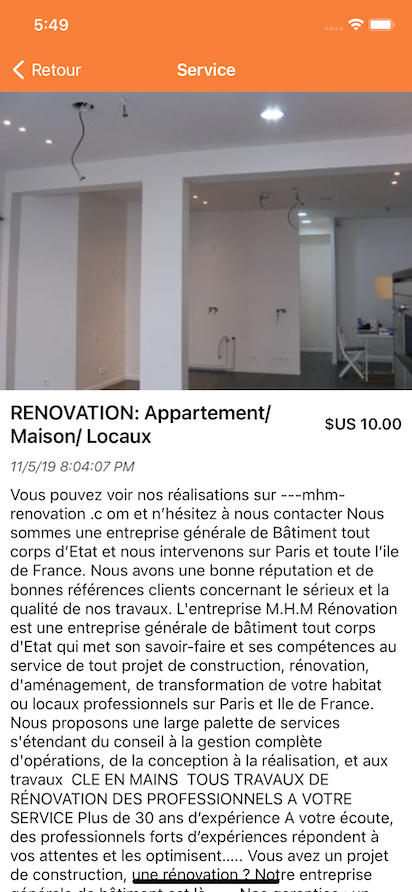 5:49
Retour
Service
RENOVATION: Appartement/
Maison/ Locaux
$US 10.00
11/5/19 8:04:07 PM
Vous pouvez voir nos réalisations sur ---mhm-
renovation .c om et n’hésitez à nous contacter Nous
sommes une entreprise générale de Bâtiment tout
corps d’Etat et nous intervenons sur Paris et toute l’ile
de France. Nous avons une bonne réputation et de
bonnes références clients concernant le sérieux et la
qualité de nos travaux. L'entreprise M.H.M Rénovation
est une entreprise générale de bâtiment tout corps
d'Etat qui met son savoir-faire et ses compétences au
service de tout projet de construction, rénovation,
d'aménagement, de transformation de votre habitat
ou locaux professionnels sur Paris et Ile de France.
Nous proposons une large palette de services
s'étendant du conseil à la gestion complète
d'opérations, de la conception à la réalisation, et aux
travaux  CLE EN MAINS  TOUS TRAVAUX DE
RÉNOVATION DES PROFESSIONNELS A VOTRE
SERVICE Plus de 30 ans d’expérience A votre écoute,
des professionnels forts d’expériences répondent à
vos attentes et les optimisent..... Vous avez un projet
de construction, une rénovation ? Notre entreprise
générale de bâtiment est là ..... Nos garanties : un